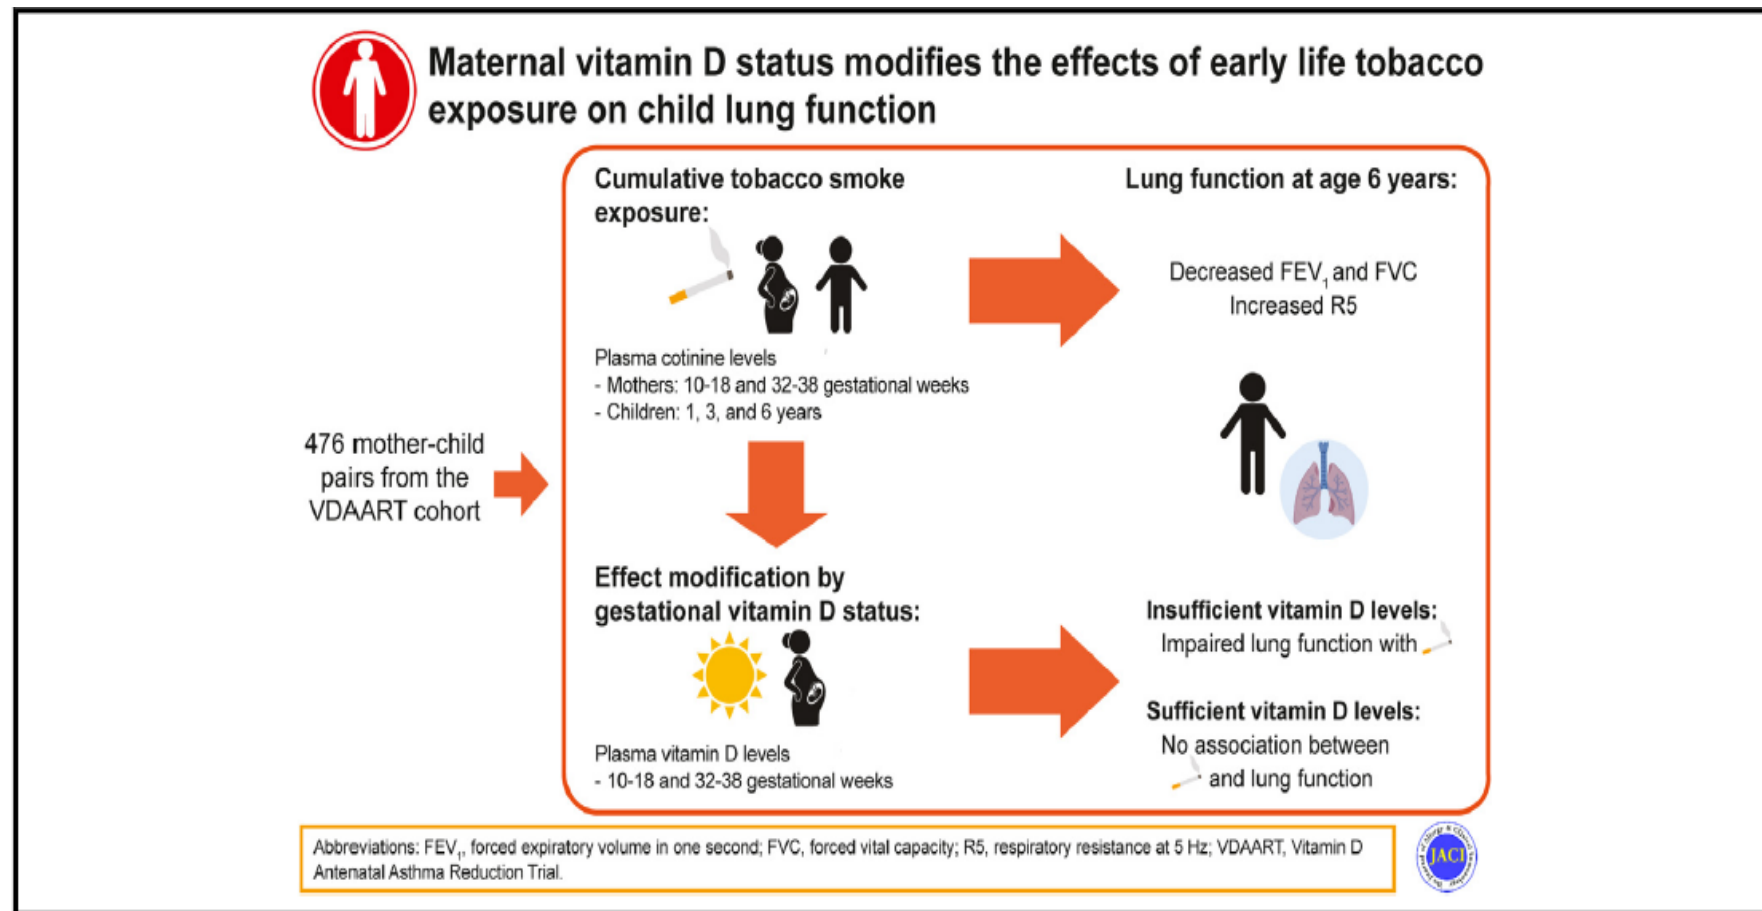 Maternal vitamin D status modifies the effects of early life tobacco
exposure on child lung function
476 mother-child
pairs from the
VDAART cohort
Cumulative tobacco smoke
exposure:
Plasma cotinine levels
- Mothers: 10-18 and 32-38 gestational weeks
- Children: 1, 3, and 6 years
Lung function at age 6 years:
Decreased FEV₁ and FVC
Increased R5
Effect modification by
gestational vitamin D status:
Plasma vitamin D levels
- 10-18 and 32-38 gestational weeks
Insufficient vitamin D levels:
Impaired lung function with
Sufficient vitamin D levels:
No association between
and lung function
Abbreviations: FEV₁, forced expiratory volume in one second; FVC, forced vital capacity; R5, respiratory resistance at 5 Hz; VDAART, Vitamin D
Antenatal Asthma Reduction Trial.
JACI